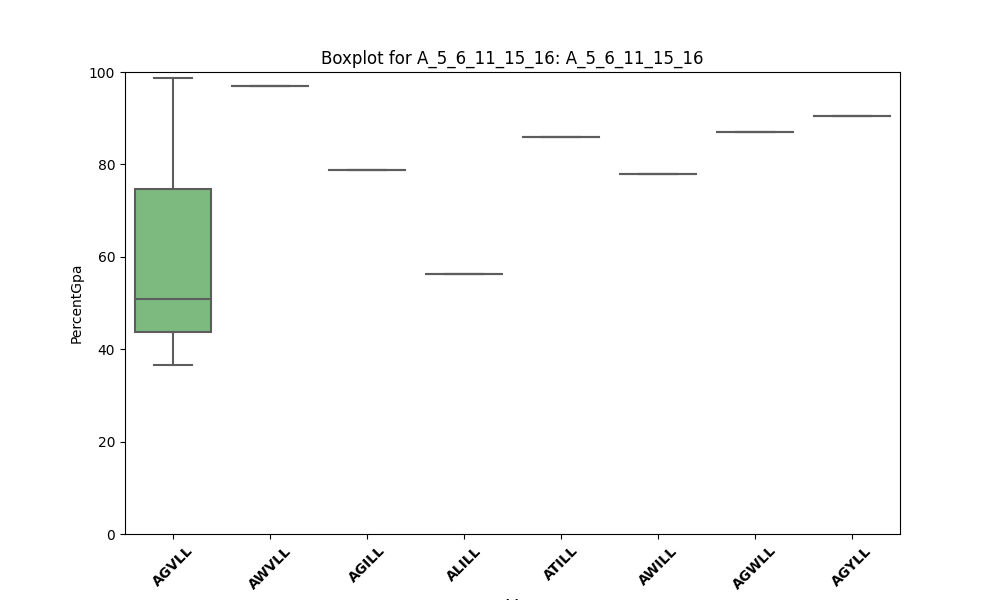 Boxplot for A_5_6_11_15_16: A_5_6_11_15_16
100
80
60
40
20
0
PercentGpa
AGVLL
AWVLL
AGILL
ALILL
ATILL
AWILL
AGWLL
AGYLL